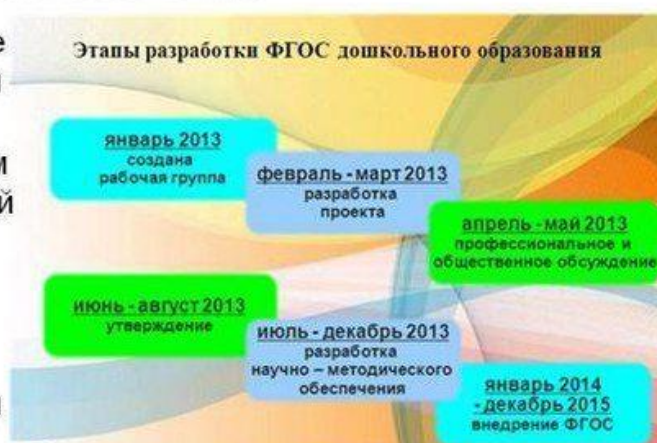 е
м
й
Этапы разработки ФГОС дошкольного образования
январь 2013
создана
рабочая группа
февраль - март 2013
разработка
проекта
апрель - май 2013
профессиональное и
общественное обсуждение
июнь - август 2013
утверждение
июль - декабрь 2013
разработка
научно – методического
обеспечения
январь 2014
- декабрь 2015
внедрение ФГОС